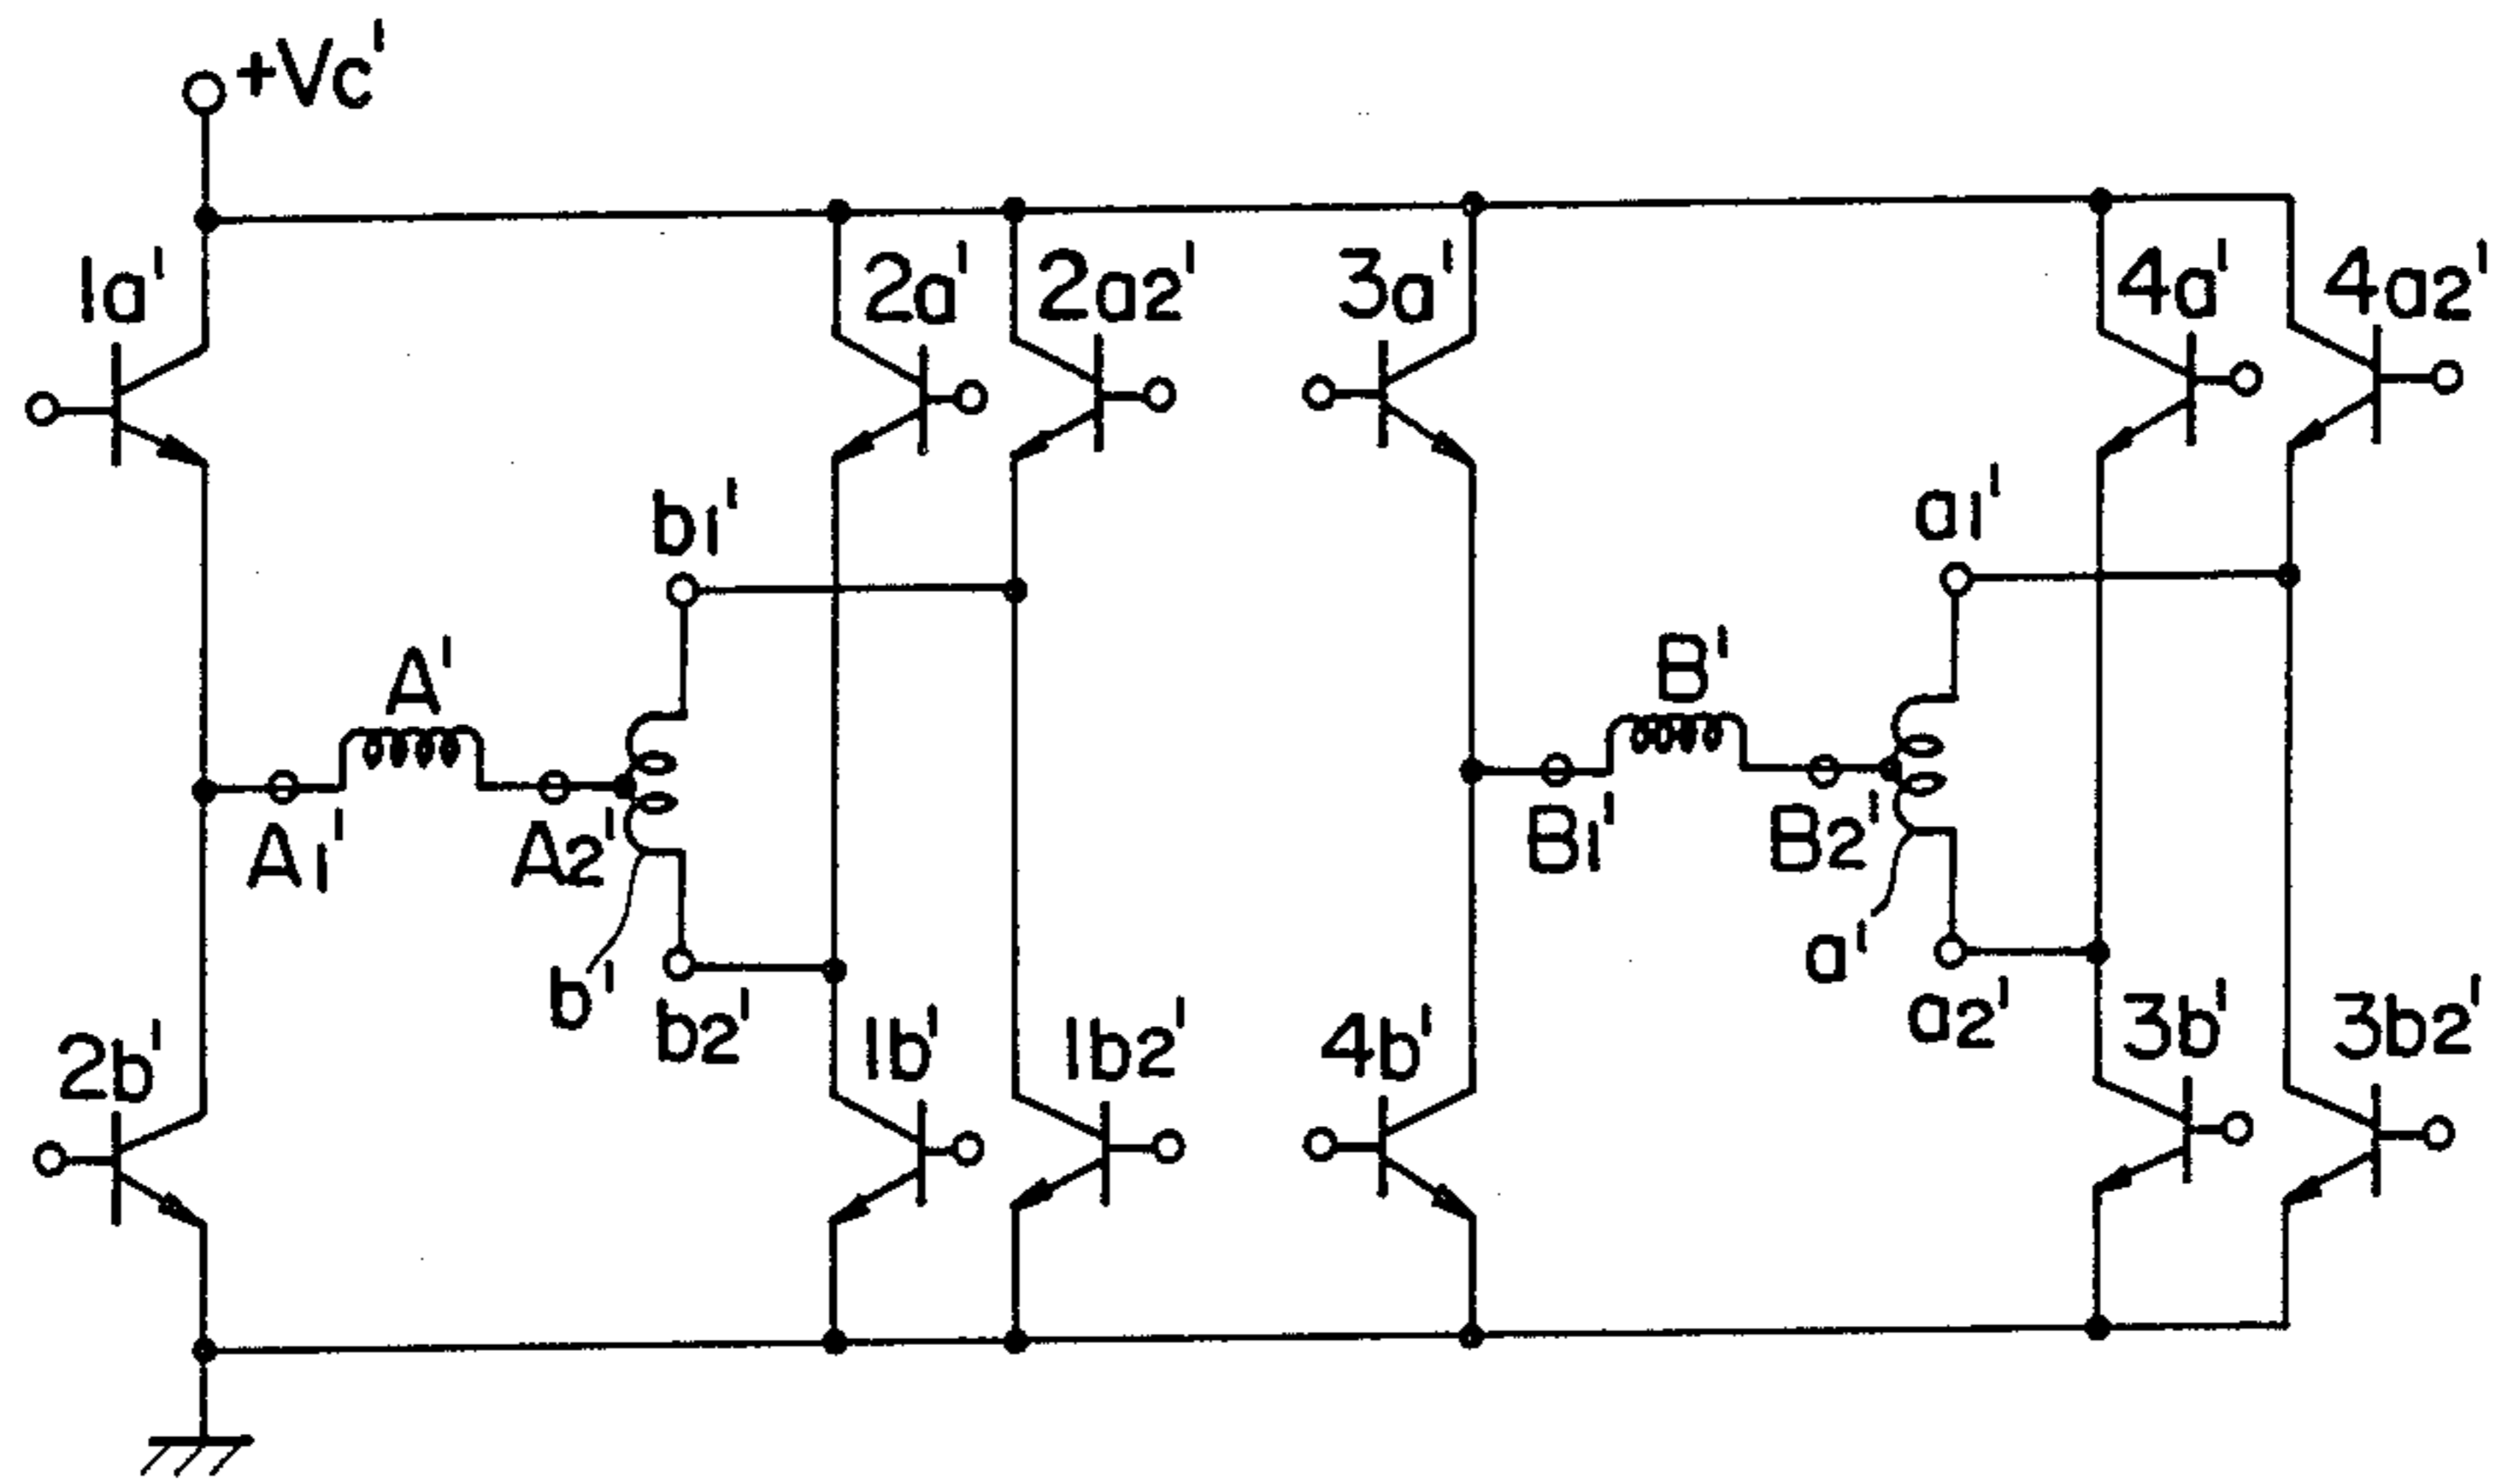 +Vc'
1a'
2a'
2a2'
3a'
4a'
4a2'
b1'
a1'
A'
B'
A1'
A2'
B1'
B2'
b'
b2'
a'
a2'
2b'
1b'
1b2'
4b'
3b'
3b2'